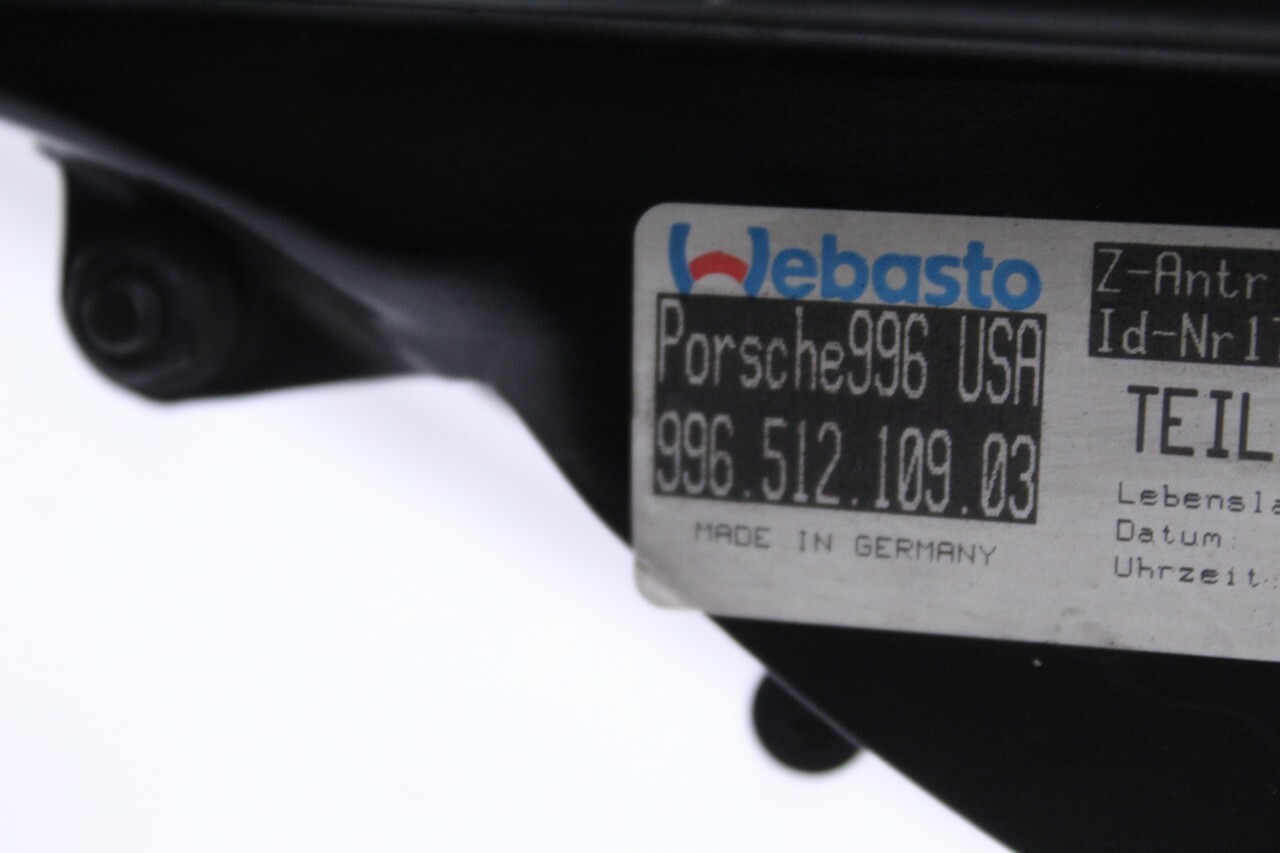 Webasto
Porsche996 USA
996.512.109.03
MADE IN GERMANY
Z-Antr
Id-Nr1
TEIL
Lebensla
Datum:
Uhrzeit: